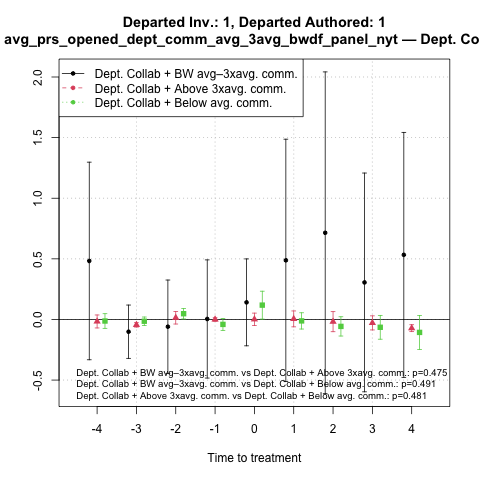 Departed Inv.: 1, Departed Authored: 1
avg_prs_opened_dept_comm_avg_3avg_bwdf_panel_nyt — Dept. Co
Dept. Collab + BW avg–3xavg. comm.
Dept. Collab + Above 3xavg. comm.
Dept. Collab + Below avg. comm.
2.0
1.5
1.0
0.5
0.0
-0.5
Dept. Collab + BW avg–3xavg. comm. vs Dept. Collab + Above 3xavg. comm.: p=0.475
Dept. Collab + BW avg–3xavg. comm. vs Dept. Collab + Below avg. comm.: p=0.491
Dept. Collab + Above 3xavg. comm. vs Dept. Collab + Below avg. comm.: p=0.481
-4 -3 -2 -1 0 1 2 3 4
Time to treatment